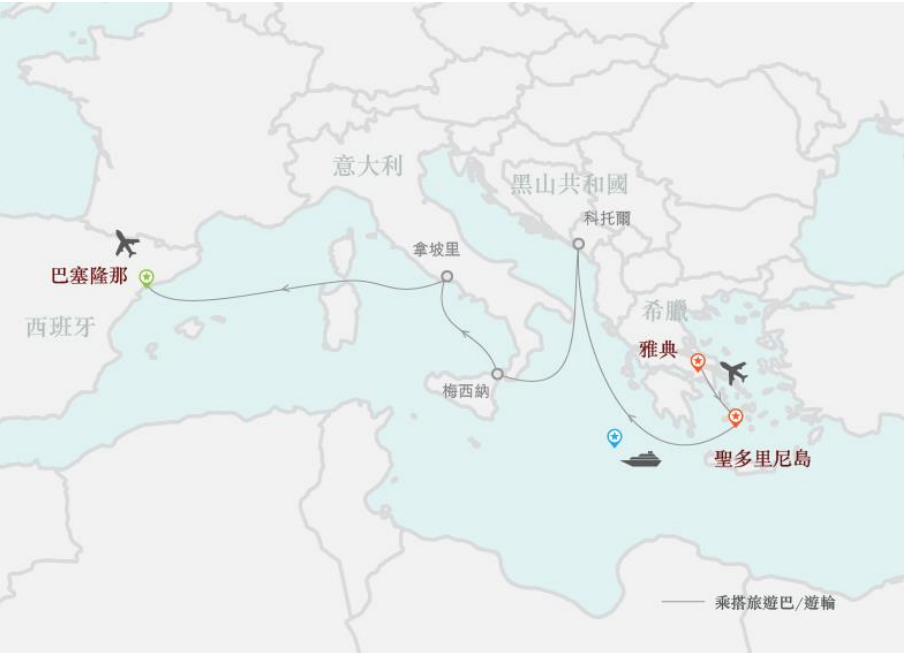 意大利
黑山共和國
科托爾
拿坡里
巴塞隆那
西班牙
希臘
雅典
梅西納
聖多里尼島
乘搭旅遊巴/遊輪